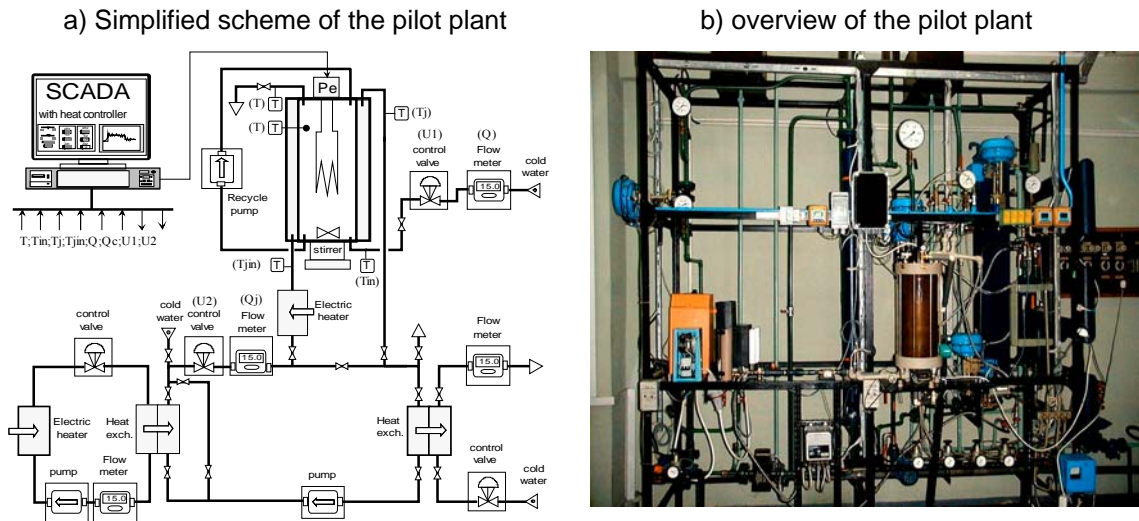 a) Simplified scheme of the pilot plant
b) overview of the pilot plant
SCADA
with heat controller
T;Tin;Tj;Tjin;Q;Qc;U1;U2
Pe
(T)
T
(T)
T
T
(Tj)
Recycle
pump
(U1)
control
valve
(Q)
Flow
meter
15.0
cold
water
stirrer
(Tjin)
T
T
(Tin)
Electric
heater
cold
water
(U2)
control
valve
(Qj)
Flow
meter
15.0
control
valve
Flow
meter
15.0
Electric
heater
Heat
exch.
Heat
exch.
pump
Flow
meter
15.0
pump
control
valve
cold
water